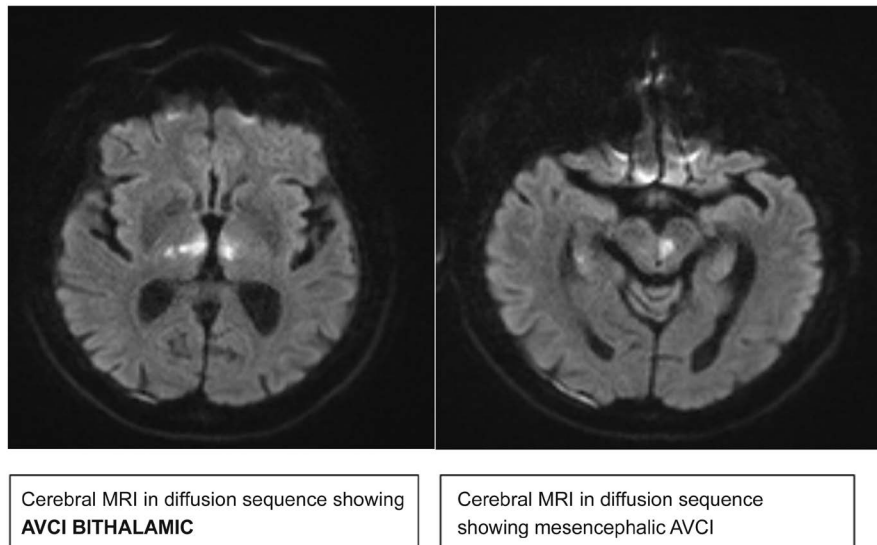 Cerebral MRI in diffusion sequence showing
AVCI BITHALAMIC
Cerebral MRI in diffusion sequence
showing mesencephalic AVCI